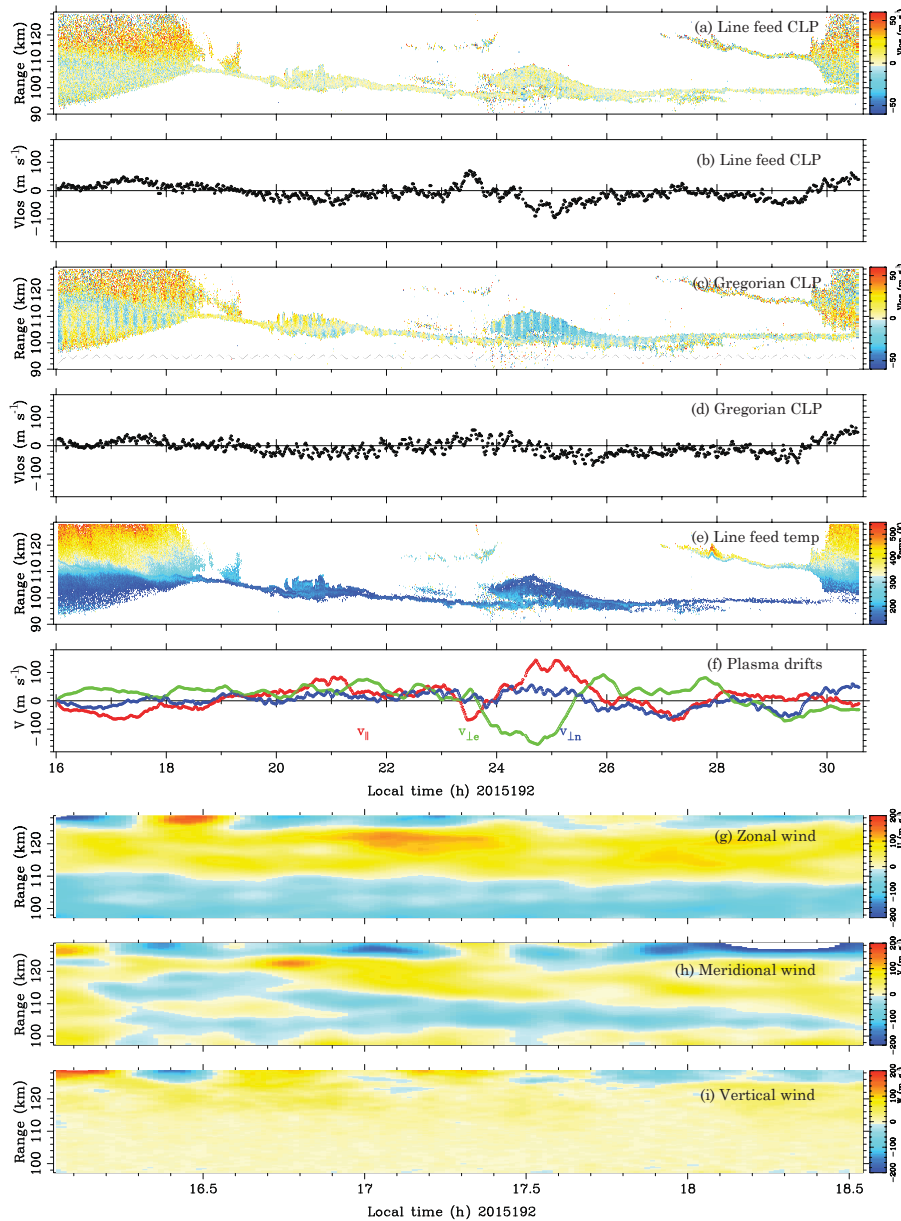 (a) Line feed CLP
Range (km)
90 100 110 120
−50 0 50
(b) Line feed CLP
Vlos (m s⁻¹)
−100 0 100
(c) Gregorian CLP
Range (km)
90 100 110 120
−50 0 50
(d) Gregorian CLP
Vlos (m s⁻¹)
−100 0 100
(e) Line feed temp
Range (km)
90 100 110 120
200 300 400 500
(f) Plasma drifts
V (m s⁻¹)
−100 0 100
v∥ v⊥e v⊥n
16 18 20 22 24 26 28 30
Local time (h) 2015192
(g) Zonal wind
Range (km)
100 110 120
−200 −100 0 100 200
(h) Meridional wind
Range (km)
100 110 120
−200 −100 0 100 200
(i) Vertical wind
Range (km)
100 110 120
−200 −100 0 100 200
16.5 17 17.5 18 18.5
Local time (h) 2015192